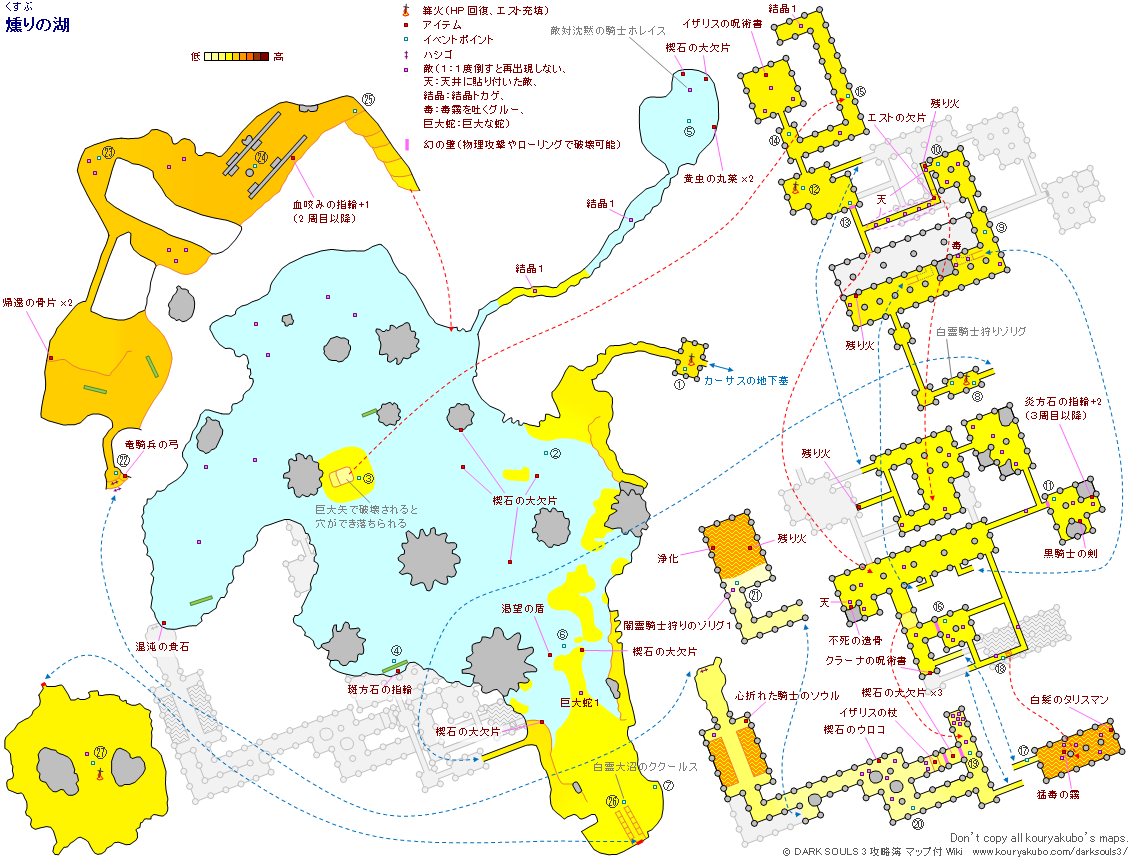 くすぶ
燻りの湖
低 高
篝火(HP回復、エスト充填)
アイテム
イベントポイント
ハシゴ
敵(1:1度倒すと再出現しない、
天:天井に貼り付いた敵、
結晶:結晶トカゲ、
毒:毒霧を吐くグルー、
巨大蛇:巨大な蛇)
幻の壁(物理攻撃やローリングで破壊可能)
敵対沈黙の騎士ホレイス
楔石の大欠片
イザリスの呪術書
結晶1
⑤
黄虫の丸薬×2
結晶1
結晶1
⑮
⑭
⑫
⑬
エストの欠片
残り火
⑩
天
⑨
毒
残り火
白霊騎士狩りゾリグ
⑧
㉕
㉓
㉔
血咬みの指輪+1
(2周目以降)
帰還の骨片×2
竜騎兵の弓
㉒
①
カーサスの地下墓
②
③
巨大矢で破壊されると
穴ができ落ちられる
楔石の大欠片
炎方石の指輪+2
(3周目以降)
残り火
⑪
黒騎士の剣
浄化
残り火
㉑
闇霊騎士狩りのゾリグ1
天
不死の遺骨
⑯
クラーナの呪術書
⑱
渇望の盾
⑥
楔石の大欠片
巨大蛇1
混沌の貴石
④
斑方石の指輪
楔石の大欠片
白霊大沼のククールス
⑦
㉖
㉗
心折れた騎士のソウル
楔石の大欠片×3
イザリスの杖
楔石のウロコ
⑲
⑳
白髪のタリスマン
⑰
猛毒の霧
Don't copy all kouryakubo's maps.
© DARK SOULS 3 攻略簿 マップ付 Wiki www.kouryakubo.com/darksouls3/